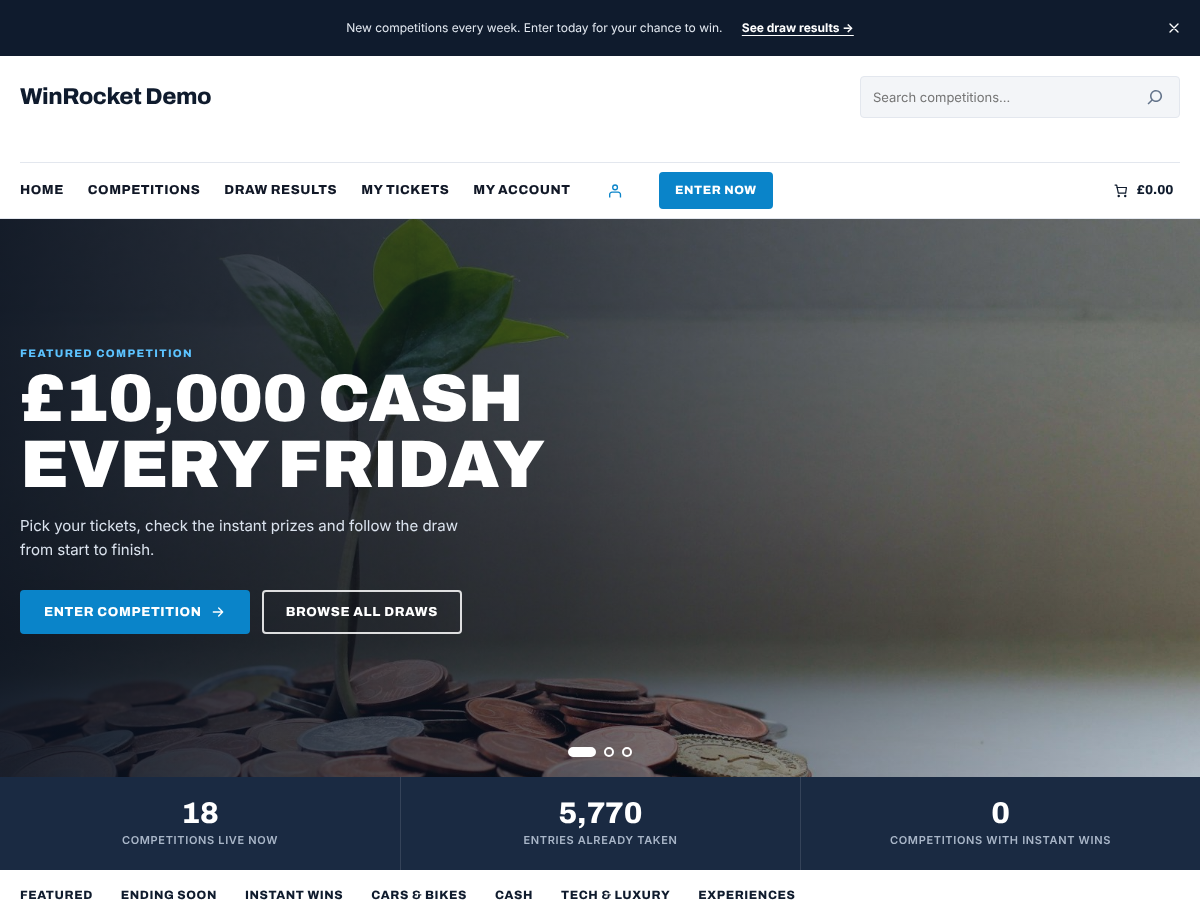 New competitions every week. Enter today for your chance to win. See draw results →
WinRocket Demo
Search competitions...
HOME COMPETITIONS DRAW RESULTS MY TICKETS MY ACCOUNT ENTER NOW £0.00
FEATURED COMPETITION
£10,000 CASH
EVERY FRIDAY
Pick your tickets, check the instant prizes and follow the draw
from start to finish.
ENTER COMPETITION → BROWSE ALL DRAWS
18 5,770 0
COMPETITIONS LIVE NOW ENTRIES ALREADY TAKEN COMPETITIONS WITH INSTANT WINS
FEATURED ENDING SOON INSTANT WINS CARS & BIKES CASH TECH & LUXURY EXPERIENCES